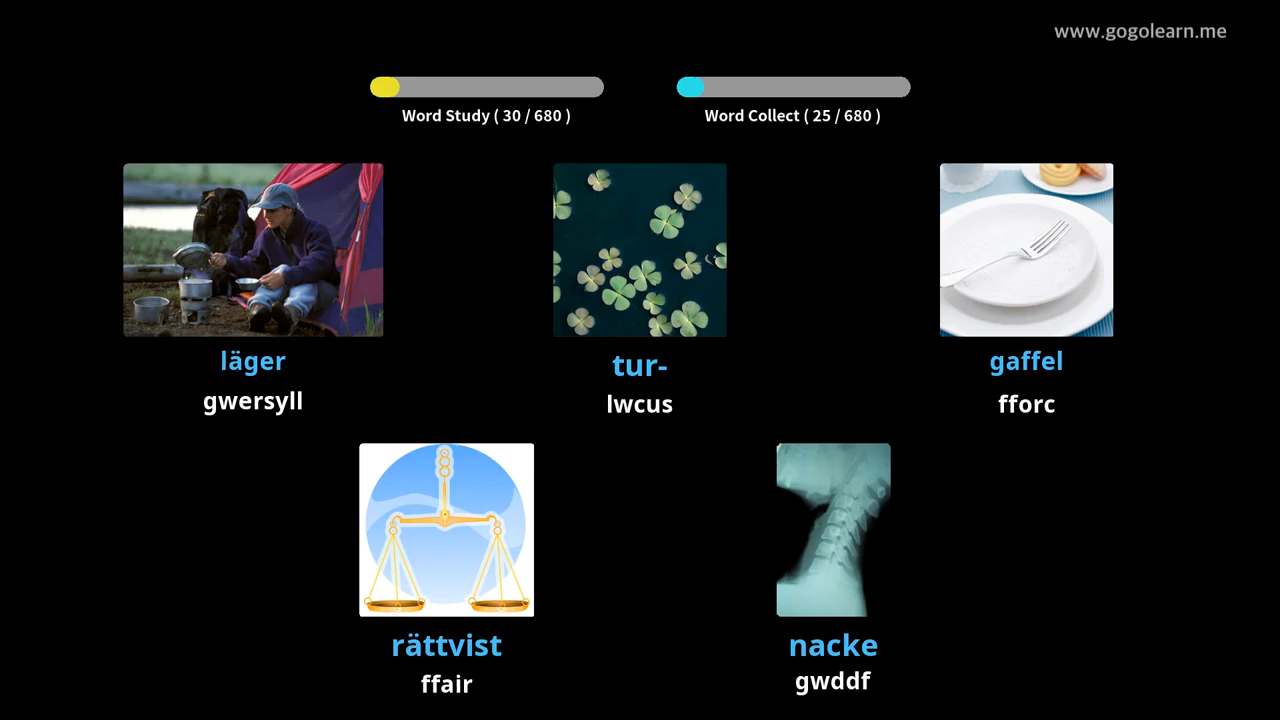 www.gogolearn.me
Word Study ( 30 / 680 )
Word Collect ( 25 / 680 )
läger
gwersyll
tur-
lwcus
gaffel
fforc
rättvist
ffair
nacke
gwddf